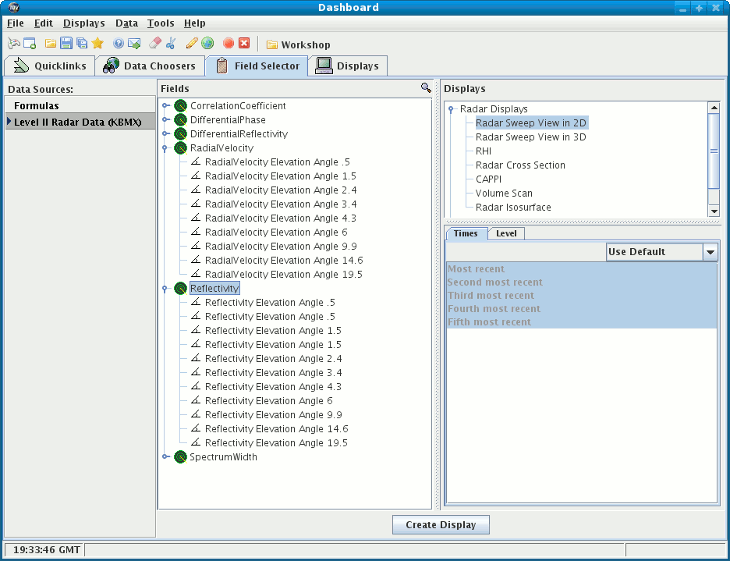 Dashboard
File Edit Displays Data Tools Help
Workshop
Quicklinks Data Choosers Field Selector Displays
Data Sources:
Formulas
Level II Radar Data (KBMX)
Fields
CorrelationCoefficient
DifferentialPhase
DifferentialReflectivity
RadialVelocity
RadialVelocity Elevation Angle .5
RadialVelocity Elevation Angle 1.5
RadialVelocity Elevation Angle 2.4
RadialVelocity Elevation Angle 3.4
RadialVelocity Elevation Angle 4.3
RadialVelocity Elevation Angle 6
RadialVelocity Elevation Angle 9.9
RadialVelocity Elevation Angle 14.6
RadialVelocity Elevation Angle 19.5
Reflectivity
Reflectivity Elevation Angle .5
Reflectivity Elevation Angle .5
Reflectivity Elevation Angle 1.5
Reflectivity Elevation Angle 1.5
Reflectivity Elevation Angle 2.4
Reflectivity Elevation Angle 3.4
Reflectivity Elevation Angle 4.3
Reflectivity Elevation Angle 6
Reflectivity Elevation Angle 9.9
Reflectivity Elevation Angle 14.6
Reflectivity Elevation Angle 19.5
SpectrumWidth
Displays
Radar Displays
Radar Sweep View in 2D
Radar Sweep View in 3D
RHI
Radar Cross Section
CAPPI
Volume Scan
Radar Isosurface
Times Level
Use Default
Most recent
Second most recent
Third most recent
Fourth most recent
Fifth most recent
Create Display
19:33:46 GMT